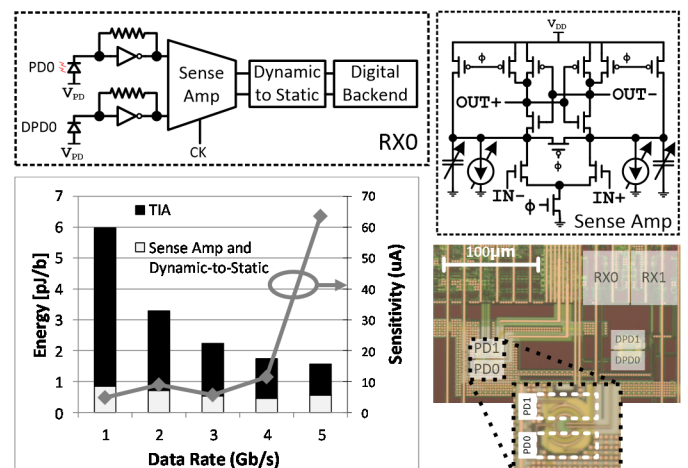 PD0
V_PD
DPD0
V_PD
Sense
Amp
CK
Dynamic
to Static
Digital
Backend
RX0
V_DD
ϕ
ϕ
OUT+
OUT-
ϕ
IN-
IN+
ϕ
Sense Amp
Energy [pJ/b]
7
6
5
4
3
2
1
0
TIA
Sense Amp and
Dynamic-to-Static
70
60
50
40
30
20
10
0
Sensitivity (uA)
1 2 3 4 5
Data Rate (Gb/s)
100μm
RX0 RX1
PD1
PD0
DPD1
DPD0
PD1
PD0